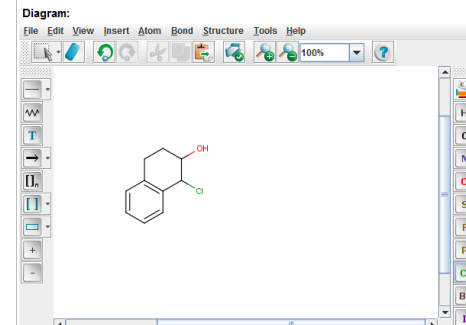 Diagram:
File Edit View Insert Atom Bond Structure Tools Help
100%
?
T
[]n
[]
+
-
OH
Cl
H
N
S
B
I